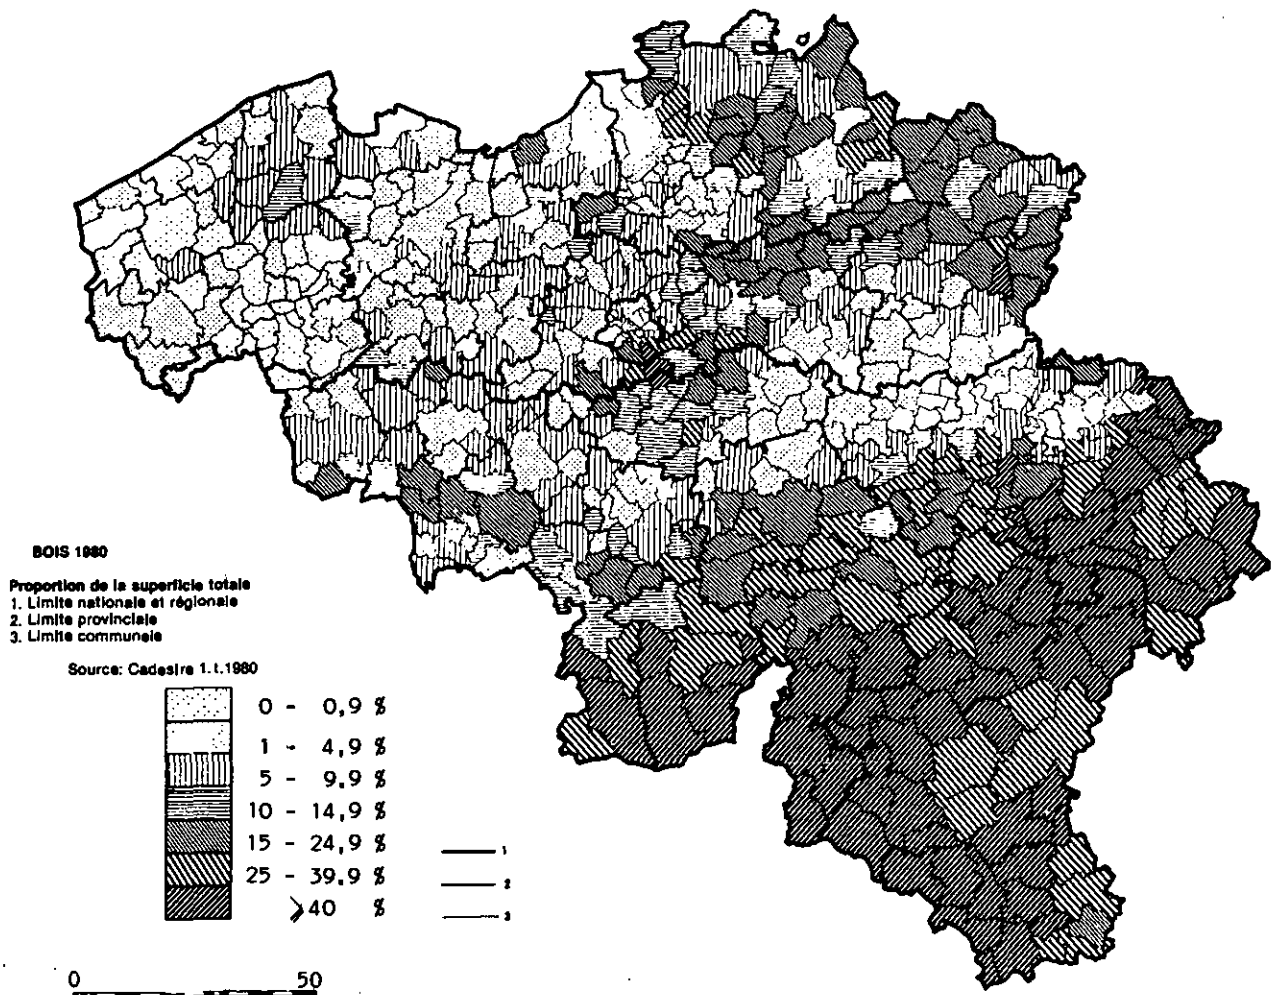 BOIS 1980
Proportion de la superficie totale
1. Limite nationale et régionale
2. Limite provinciale
3. Limite communale
Source: Cadastre 1.1.1980
0 - 0,9 %
1 - 4,9 %
5 - 9,9 %
10 - 14,9 %
15 - 24,9 %
25 - 39,9 %
⩾40 %
1
2
3
0 50